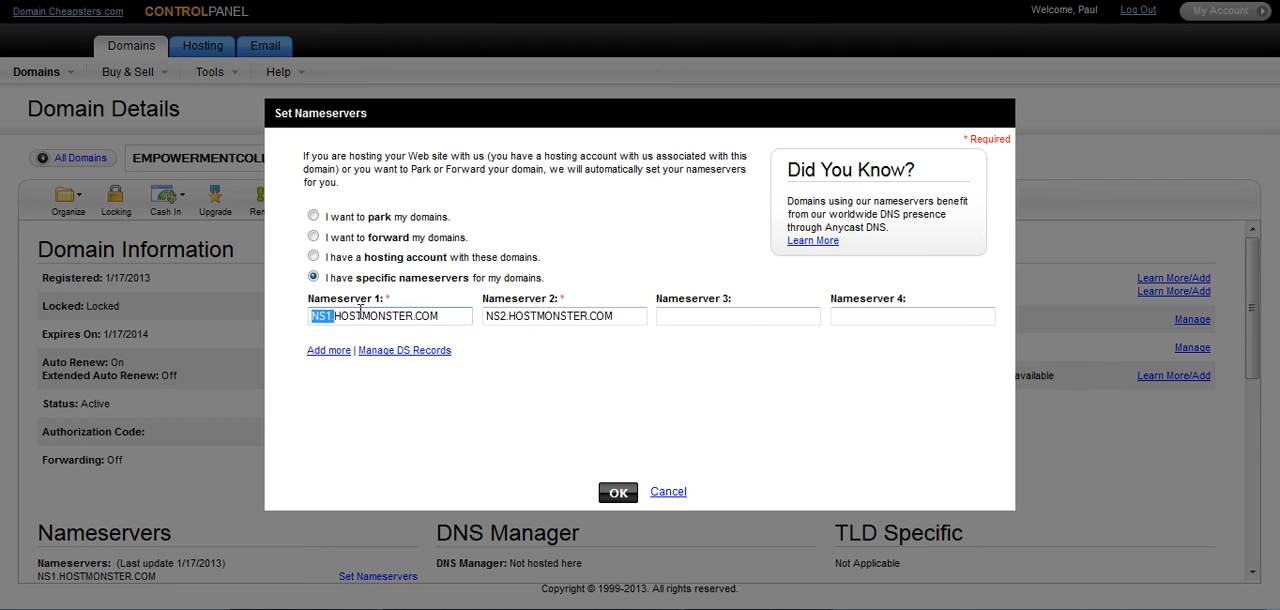 Domain Cheapsters.com
CONTROLPANEL
Welcome, Paul
Log Out
My Account
Domains
Hosting
Email
Domains
Buy & Sell
Tools
Help
Domain Details
All Domains
EMPOWERMENTCOLL
Organize
Locking
Cash In
Upgrade
Domain Information
Registered: 1/17/2013
Locked: Locked
Expires On: 1/17/2014
Auto Renew: On
Extended Auto Renew: Off
Status: Active
Authorization Code:
Forwarding: Off
Learn More/Add
Learn More/Add
Manage
Manage
available
Learn More/Add
Set Nameservers
* Required
If you are hosting your Web site with us (you have a hosting account with us associated with this
domain) or you want to Park or Forward your domain, we will automatically set your nameservers
for you.
I want to park my domains.
I want to forward my domains.
I have a hosting account with these domains.
I have specific nameservers for my domains.
Did You Know?
Domains using our nameservers benefit
from our worldwide DNS presence
through Anycast DNS.
Learn More
Nameserver 1: *
Nameserver 2: *
Nameserver 3:
Nameserver 4:
NS1.HOSTMONSTER.COM
NS2.HOSTMONSTER.COM
Add more | Manage DS Records
OK
Cancel
Nameservers
Nameservers: (Last update 1/17/2013)
NS1.HOSTMONSTER.COM
Set Nameservers
DNS Manager
DNS Manager: Not hosted here
TLD Specific
Not Applicable
Copyright © 1999-2013. All rights reserved.